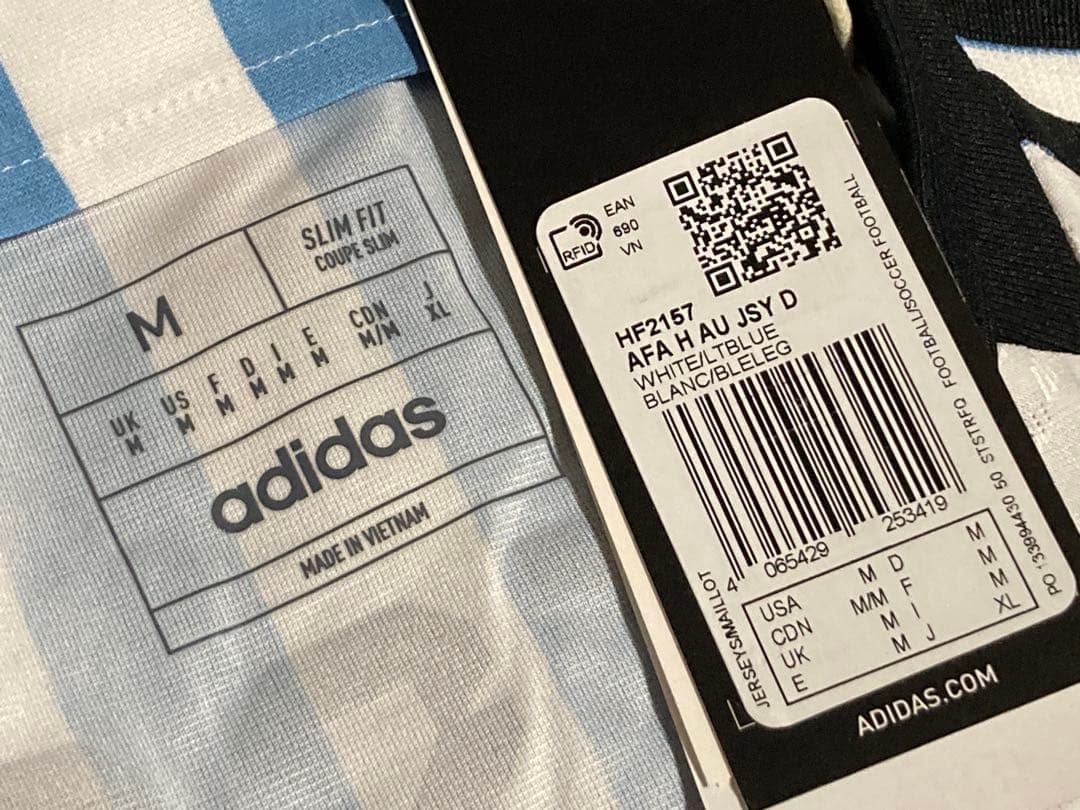 M
SLIM FIT
COUPE SLIM
UK US F D I E CDN J
M M M M M M M/M XL
adidas
MADE IN VIETNAM
RFID
EAN
690
VN
HF2157
AFA H AU JSY D
WHITE/LTBLUE
BLANC/BLELEG
4 065429 253419
USA M D M
CDN M/M F M
UK M I M
E M J XL
JERSEYS/MAILLOT
PO 133994430 50 STSTRFQ FOOTBALL/SOCCER FOOTBALL
ADIDAS.COM